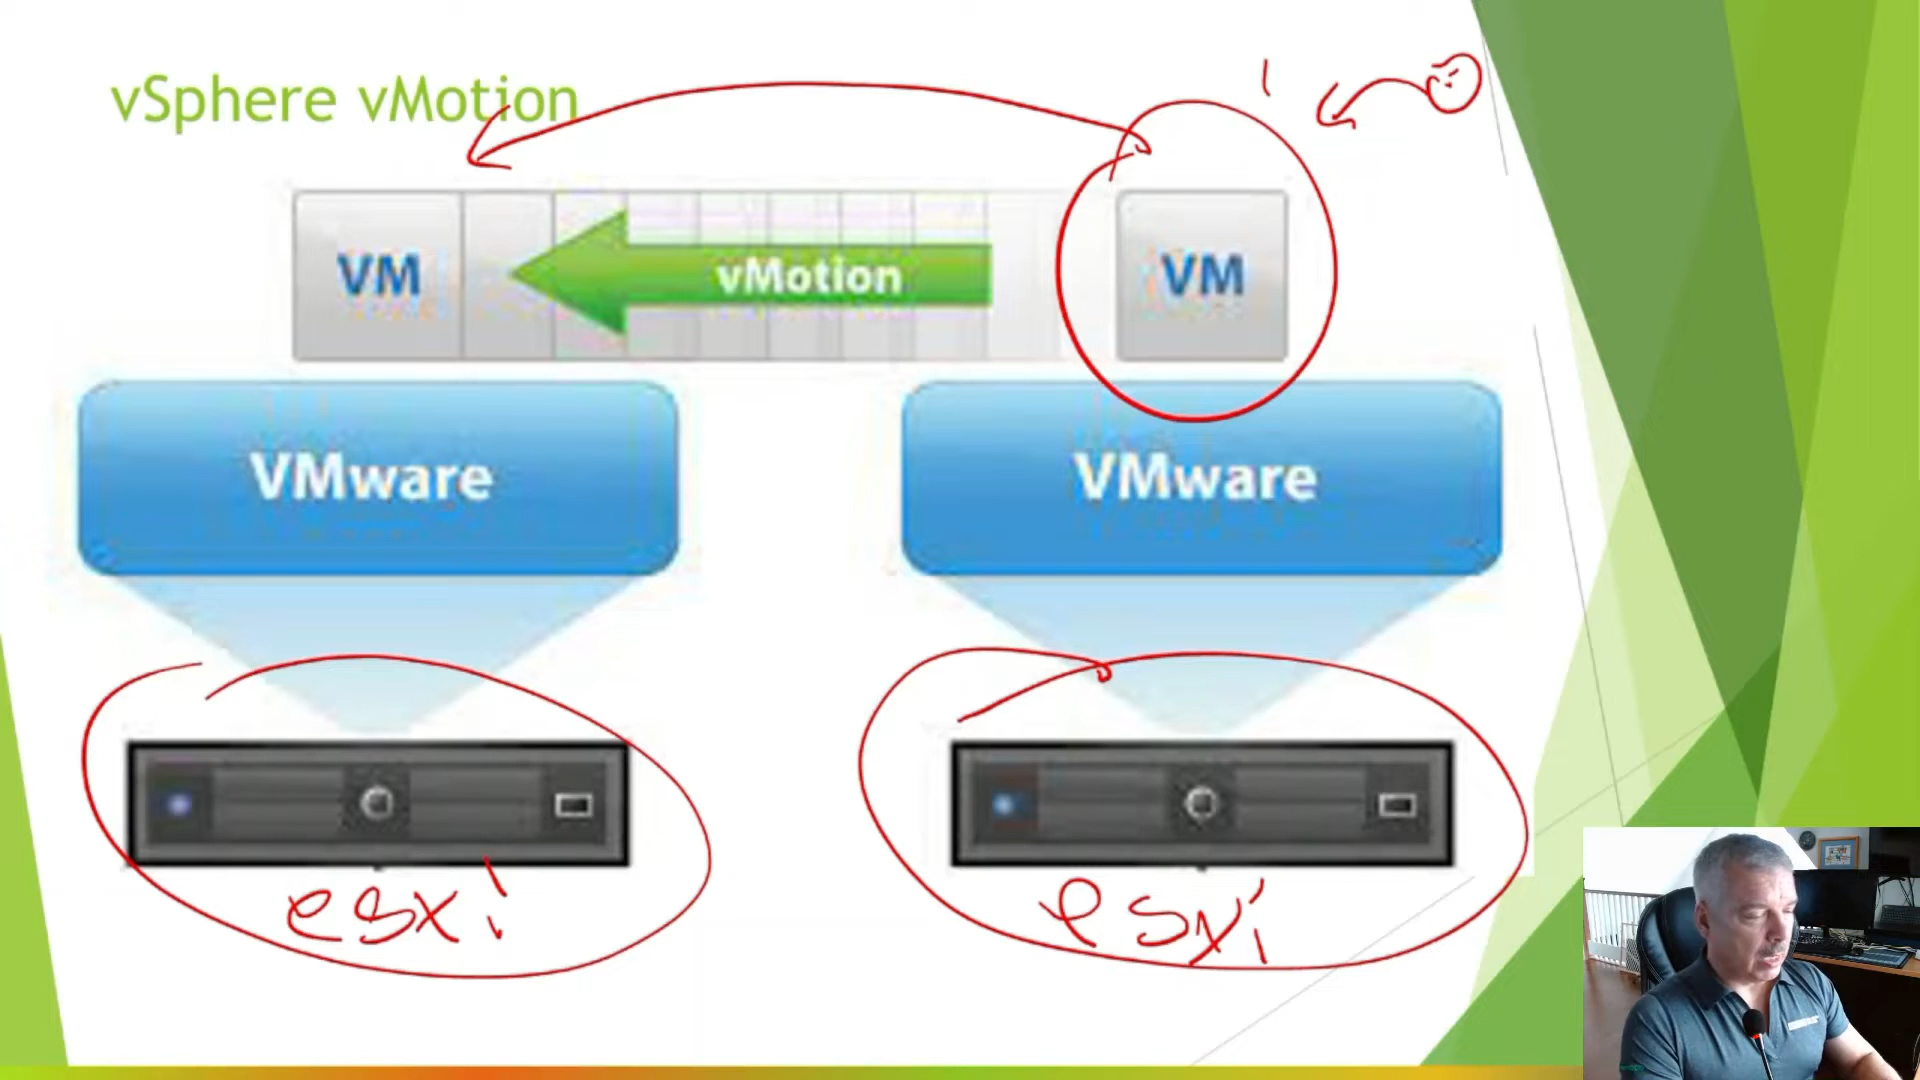 vSphere vMotion
VM
vMotion
VM
VMware
VMware
esxi
esxi